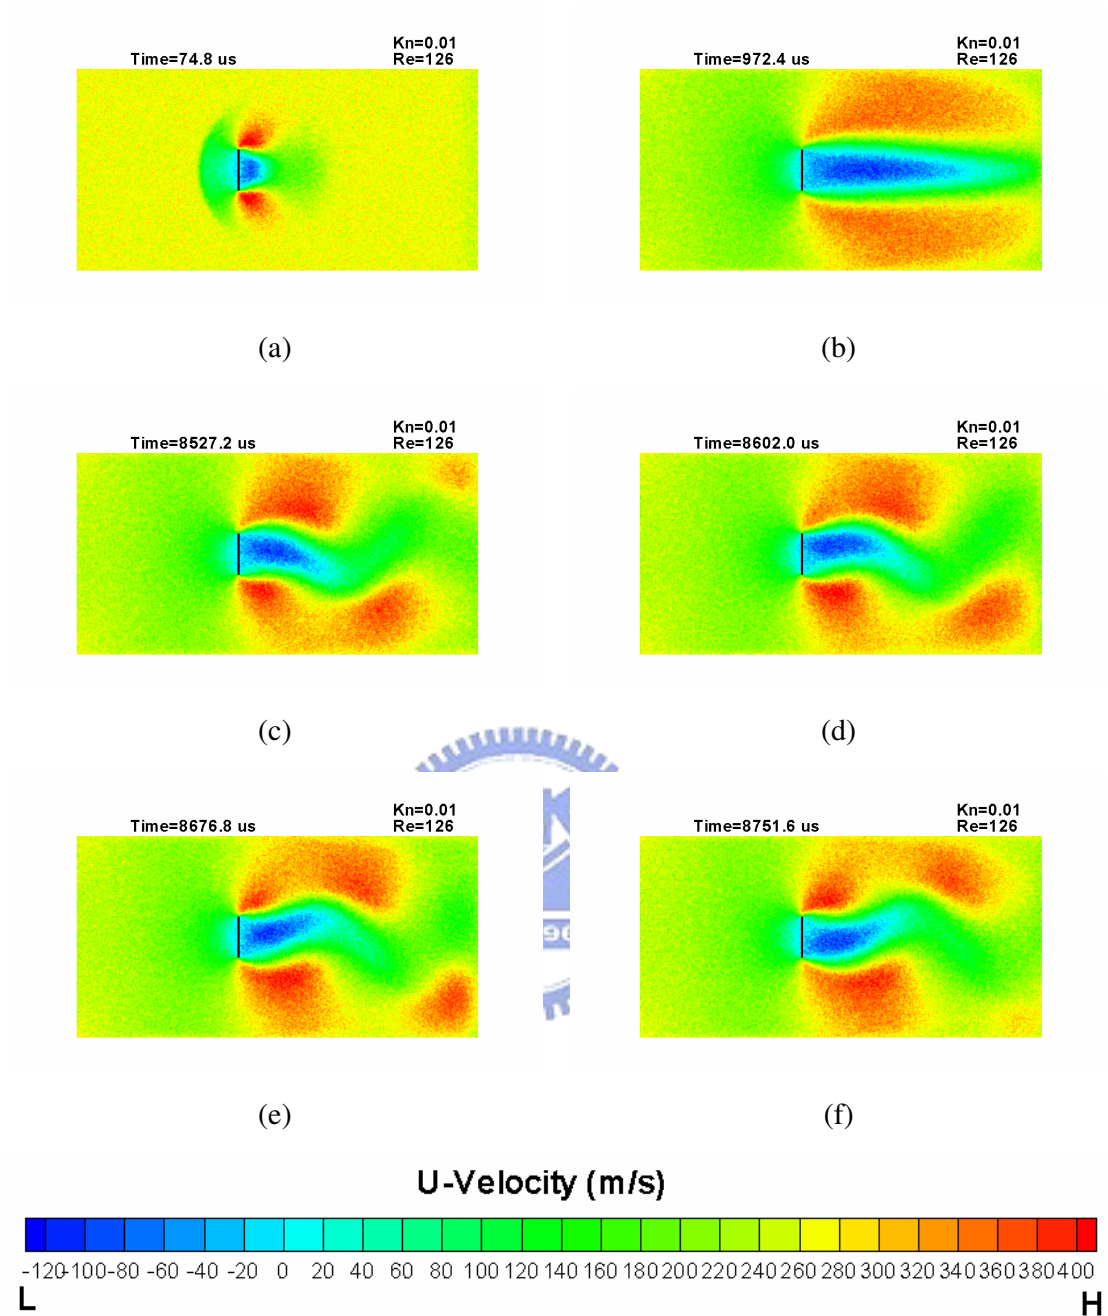 Time=74.8 us
Kn=0.01
Re=126
Time=972.4 us
Kn=0.01
Re=126
(a)
(b)
Time=8527.2 us
Kn=0.01
Re=126
Time=8602.0 us
Kn=0.01
Re=126
(c)
(d)
Time=8676.8 us
Kn=0.01
Re=126
Time=8751.6 us
Kn=0.01
Re=126
96
(e)
(f)
U-Velocity (m/s)
-120 -100 -80 -60 -40 -20 0 20 40 60 80 100 120 140 160 180 200 220 240 260 280 300 320 340 360 380 400
L
H